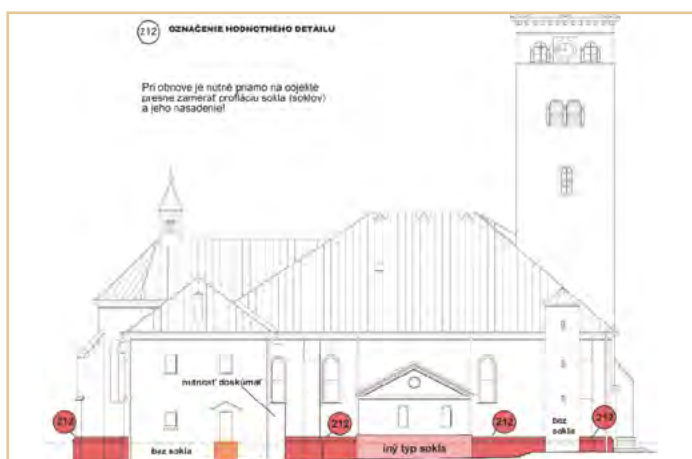 212 OZNAČENIE HODNOTNÉHO DETAILU
Pri obnove je nutné priamo na objekte
presne zamerať profiláciu sokla (soklov)
a jeho nasadenie!
nutnosť doskúmať
212
212
212
212
bez sokla
iný typ sokla
bez
sokla